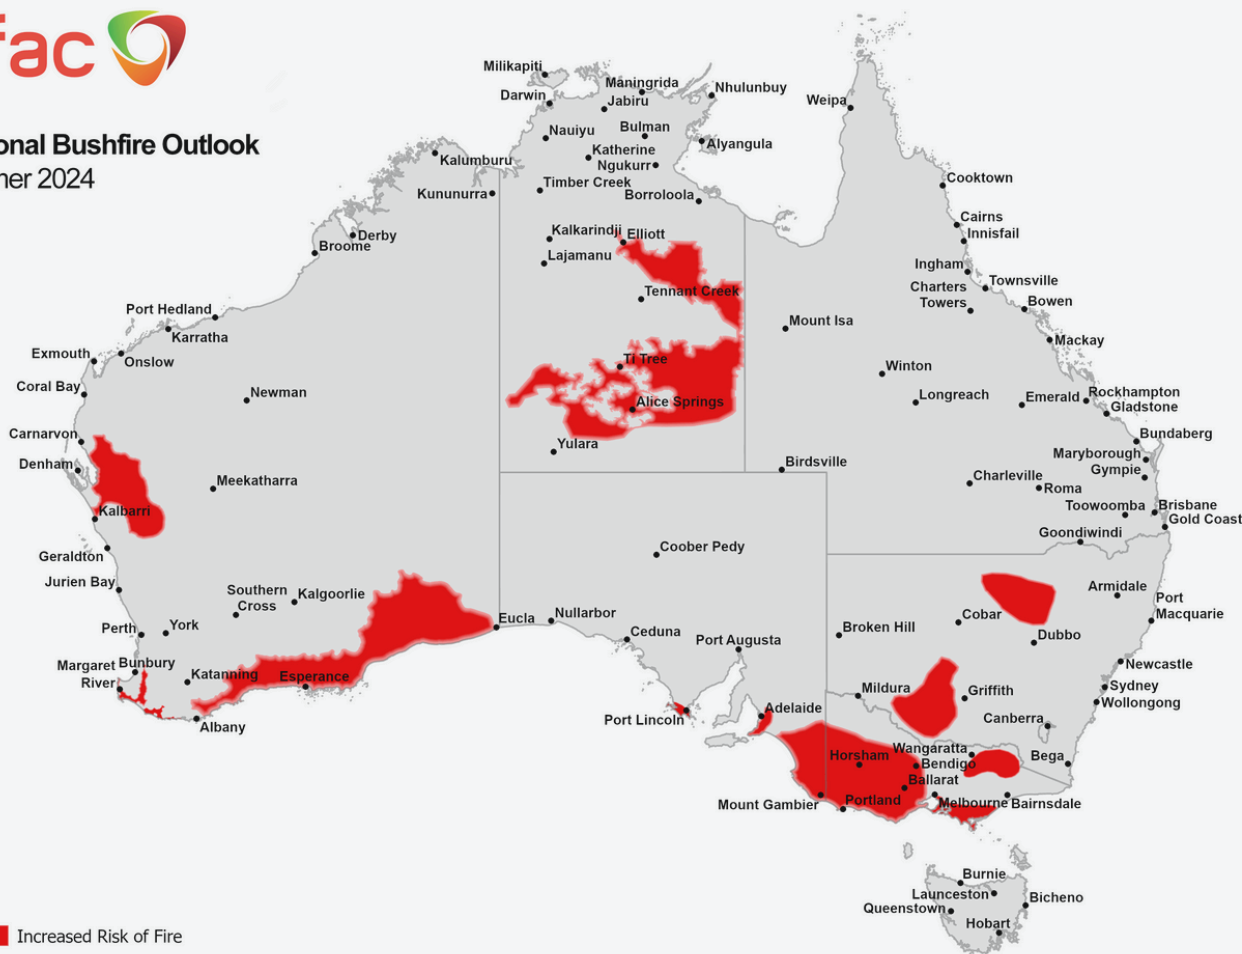 fac
onal Bushfire Outlook
ner 2024
Milikapiti
Darwin
Maningrida
Jabiru
Nhulunbuy
Weipa
Nauiyu
Bulman
Alyangula
Katherine
Ngukurr
Kalumburu
Timber Creek
Kununurra
Borroloola
Cooktown
Cairns
Innisfail
Kalkarindji
Elliott
Derby
Broome
Lajamanu
Ingham
Townsville
Charters
Towers
Tennant Creek
Bowen
Port Hedland
Karratha
Mount Isa
Mackay
Exmouth
Onslow
Ti Tree
Winton
Coral Bay
Newman
Alice Springs
Longreach
Emerald
Rockhampton
Gladstone
Carnarvon
Yulara
Bundaberg
Denham
Birdsville
Maryborough
Gympie
Meekatharra
Charleville
Roma
Kalbarri
Toowoomba
Brisbane
Gold Coast
Geraldton
Coober Pedy
Goondiwindi
Jurien Bay
Southern
Cross
Kalgoorlie
Armidale
Port
Macquarie
Perth
York
Eucla
Nullarbor
Cobar
Ceduna
Port Augusta
Broken Hill
Dubbo
Margaret
River
Bunbury
Katanning
Esperance
Newcastle
Mildura
Griffith
Sydney
Wollongong
Albany
Port Lincoln
Adelaide
Canberra
Horsham
Wangaratta
Bendigo
Bega
Ballarat
Mount Gambier
Portland
Melbourne
Bairnsdale
Burnie
Launceston
Bicheno
Queenstown
Hobart
Increased Risk of Fire